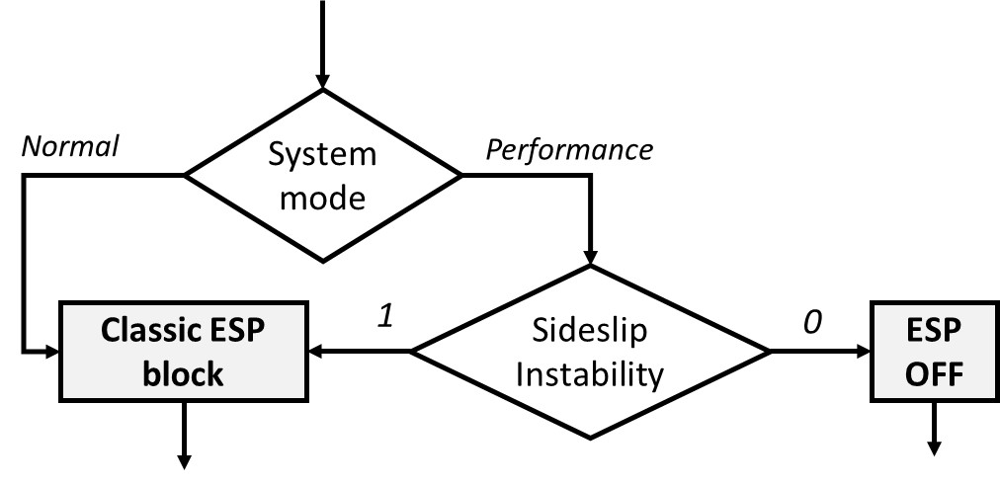 Normal
System
mode
Performance
Classic ESP
block
1
Sideslip
Instability
0
ESP
OFF